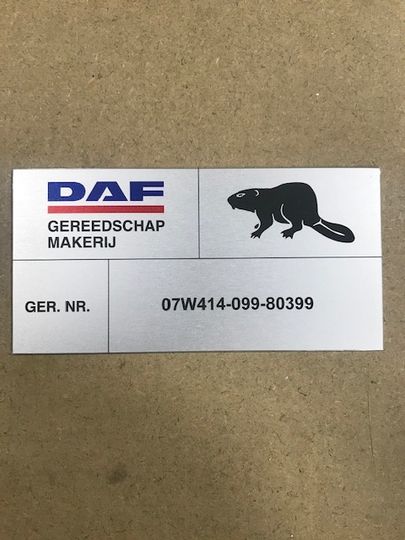 DAF
GEREEDSCHAP
MAKERIJ
GER. NR.
07W414-099-80399